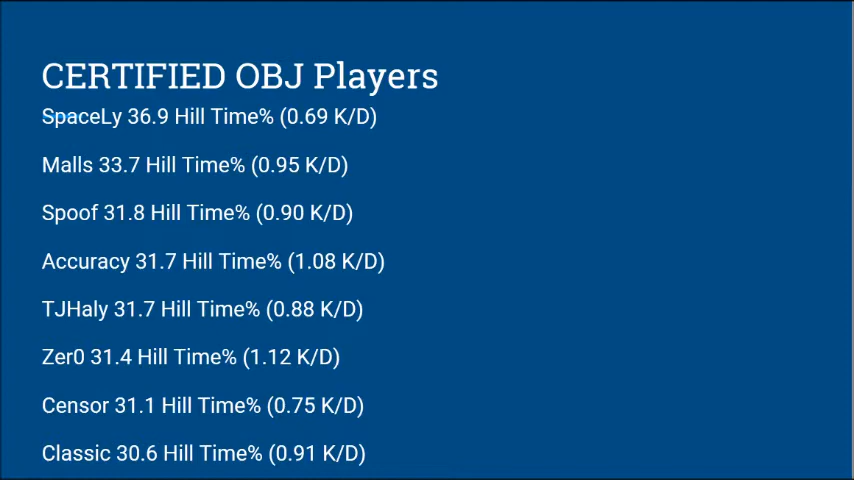 CERTIFIED OBJ Players
SpaceLy 36.9 Hill Time% (0.69 K/D)
Malls 33.7 Hill Time% (0.95 K/D)
Spoof 31.8 Hill Time% (0.90 K/D)
Accuracy 31.7 Hill Time% (1.08 K/D)
TJHaly 31.7 Hill Time% (0.88 K/D)
Zer0 31.4 Hill Time% (1.12 K/D)
Censor 31.1 Hill Time% (0.75 K/D)
Classic 30.6 Hill Time% (0.91 K/D)